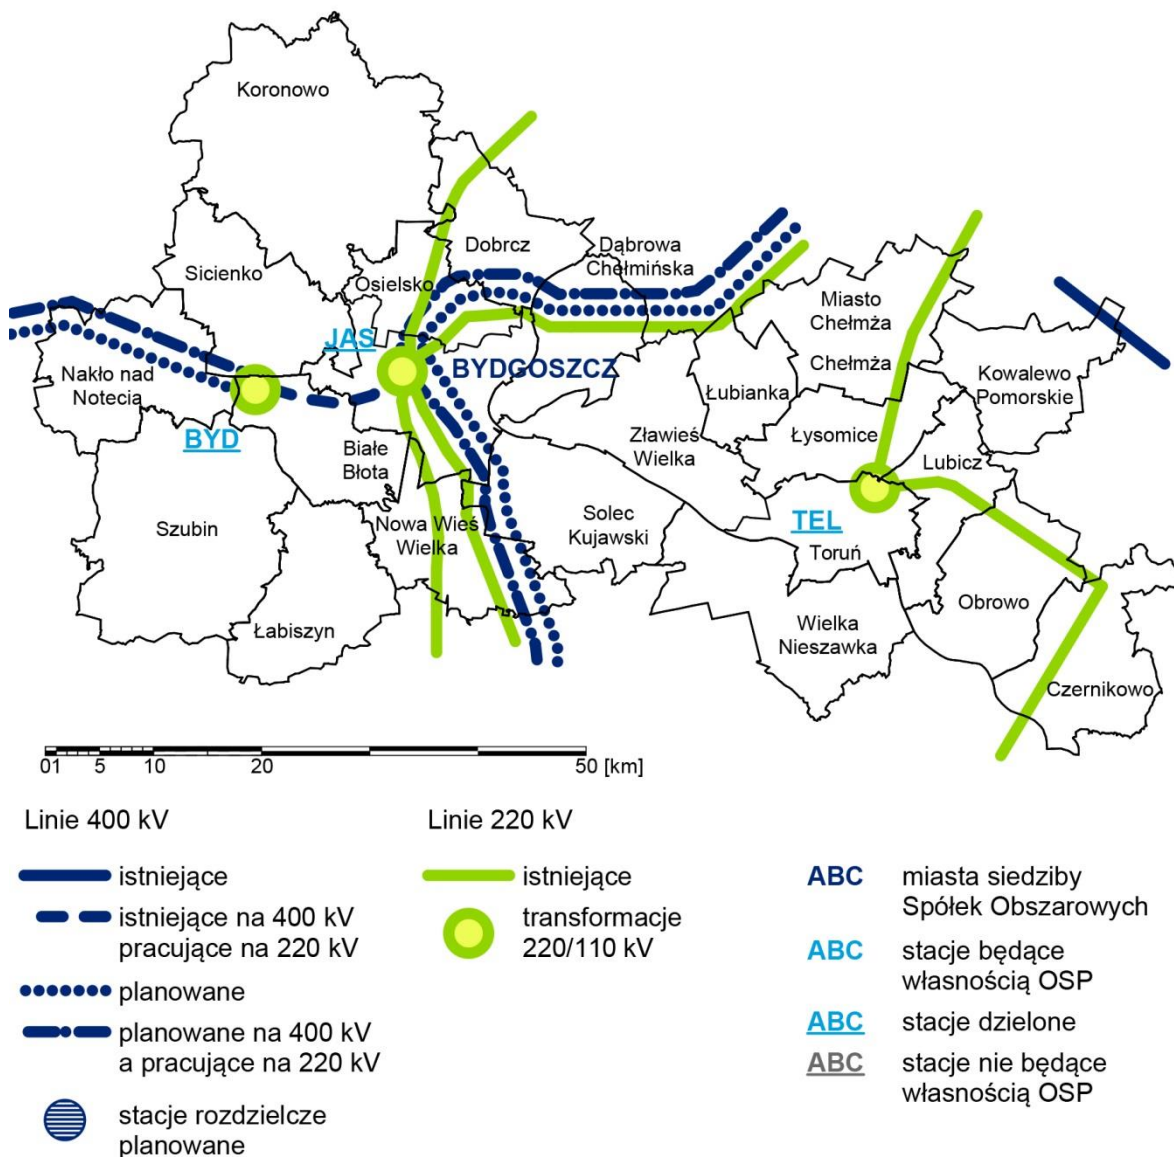 Koronowo
Dobrcz
Dąbrowa
Chełmińska
Sicienko
Osielsko
Miasto
Chełmża
Chełmża
JAS
BYDGOSZCZ
Nakło nad
Notecią
Łubianka
Kowalewo
Pomorskie
BYD
Białe
Błota
Zławieś
Wielka
Łysomice
Lubicz
Szubin
Nowa Wieś
Wielka
Solec
Kujawski
TEL
Toruń
Łabiszyn
Wielka
Nieszawka
Obrowo
Czernikowo
01 5 10 20 50 [km]
Linie 400 kV
istniejące
istniejące na 400 kV
pracujące na 220 kV
planowane
planowane na 400 kV
a pracujące na 220 kV
stacje rozdzielcze
planowane
Linie 220 kV
istniejące
transformacje
220/110 kV
ABC miasta siedziby
Spółek Obszarowych
ABC stacje będące
własnością OSP
ABC stacje dzielone
ABC stacje nie będące
własnością OSP